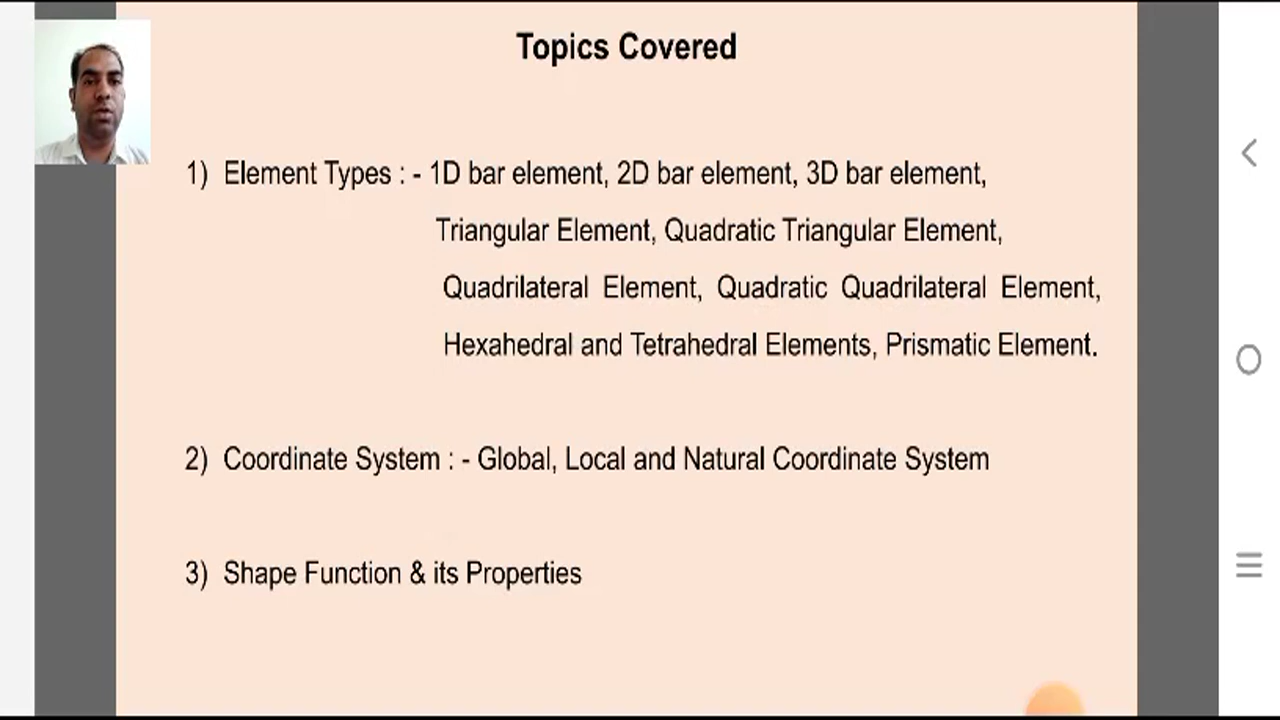 Topics Covered
1) Element Types : - 1D bar element, 2D bar element, 3D bar element,
Triangular Element, Quadratic Triangular Element,
Quadrilateral Element, Quadratic Quadrilateral Element,
Hexahedral and Tetrahedral Elements, Prismatic Element.
2) Coordinate System : - Global, Local and Natural Coordinate System
3) Shape Function & its Properties